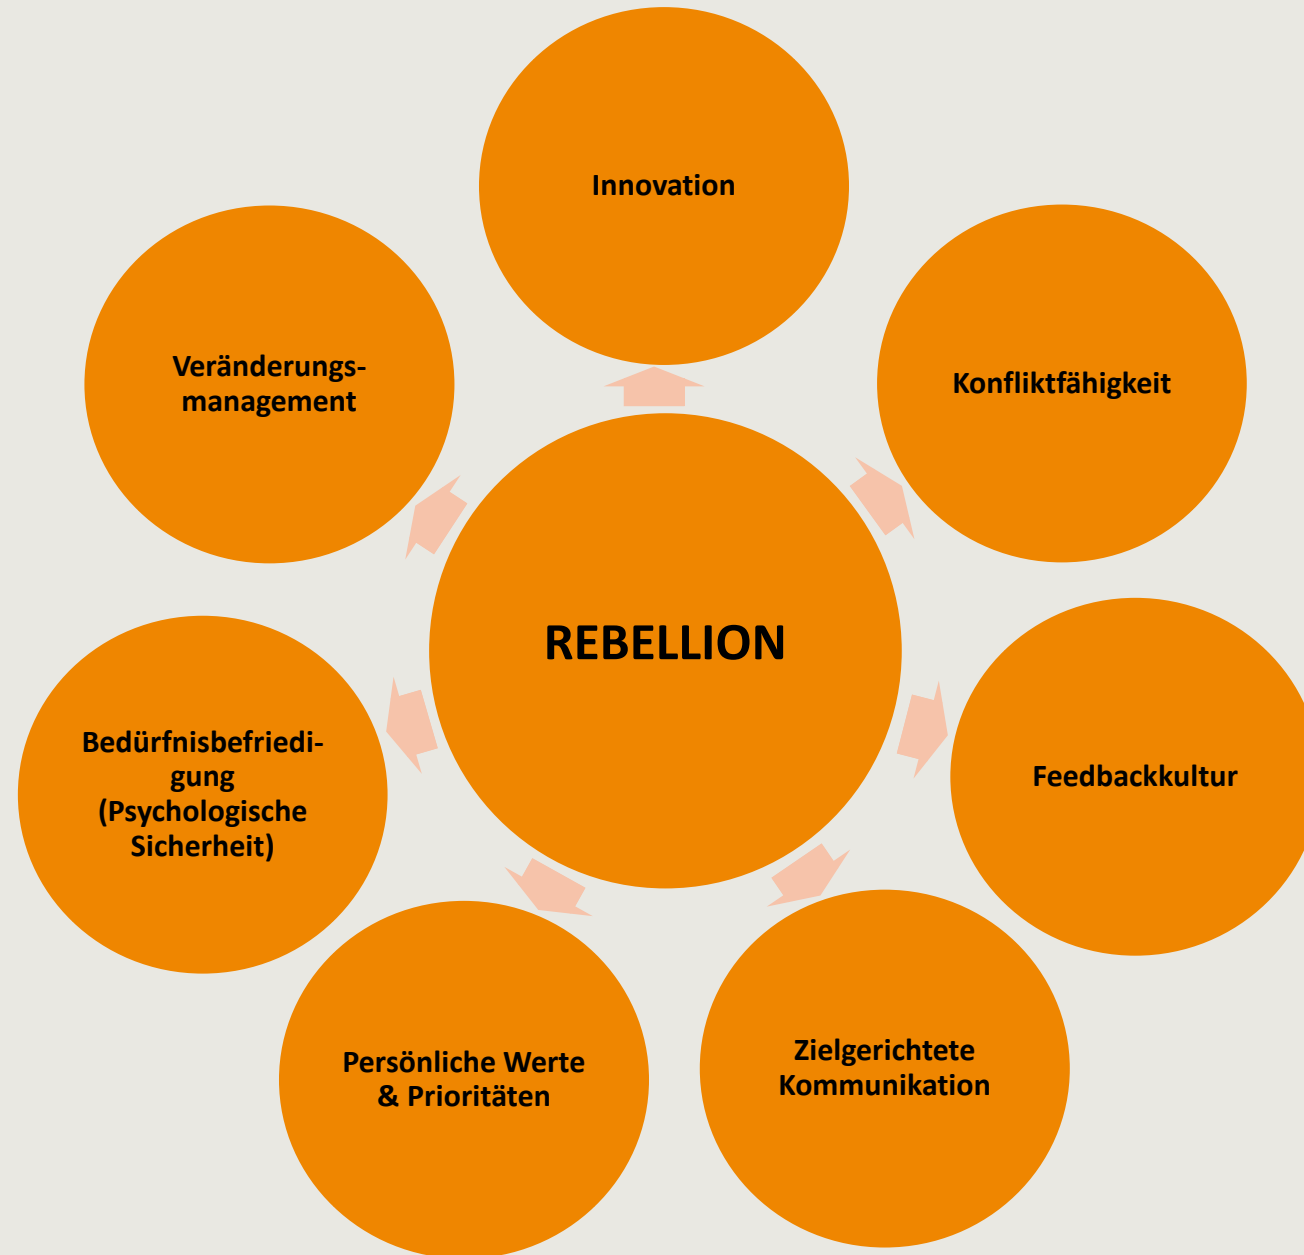 Innovation
Veränderungs-
management
Konfliktfähigkeit
REBELLION
Bedürfnisbefriedi-
gung
(Psychologische
Sicherheit)
Feedbackkultur
Persönliche Werte
& Prioritäten
Zielgerichtete
Kommunikation